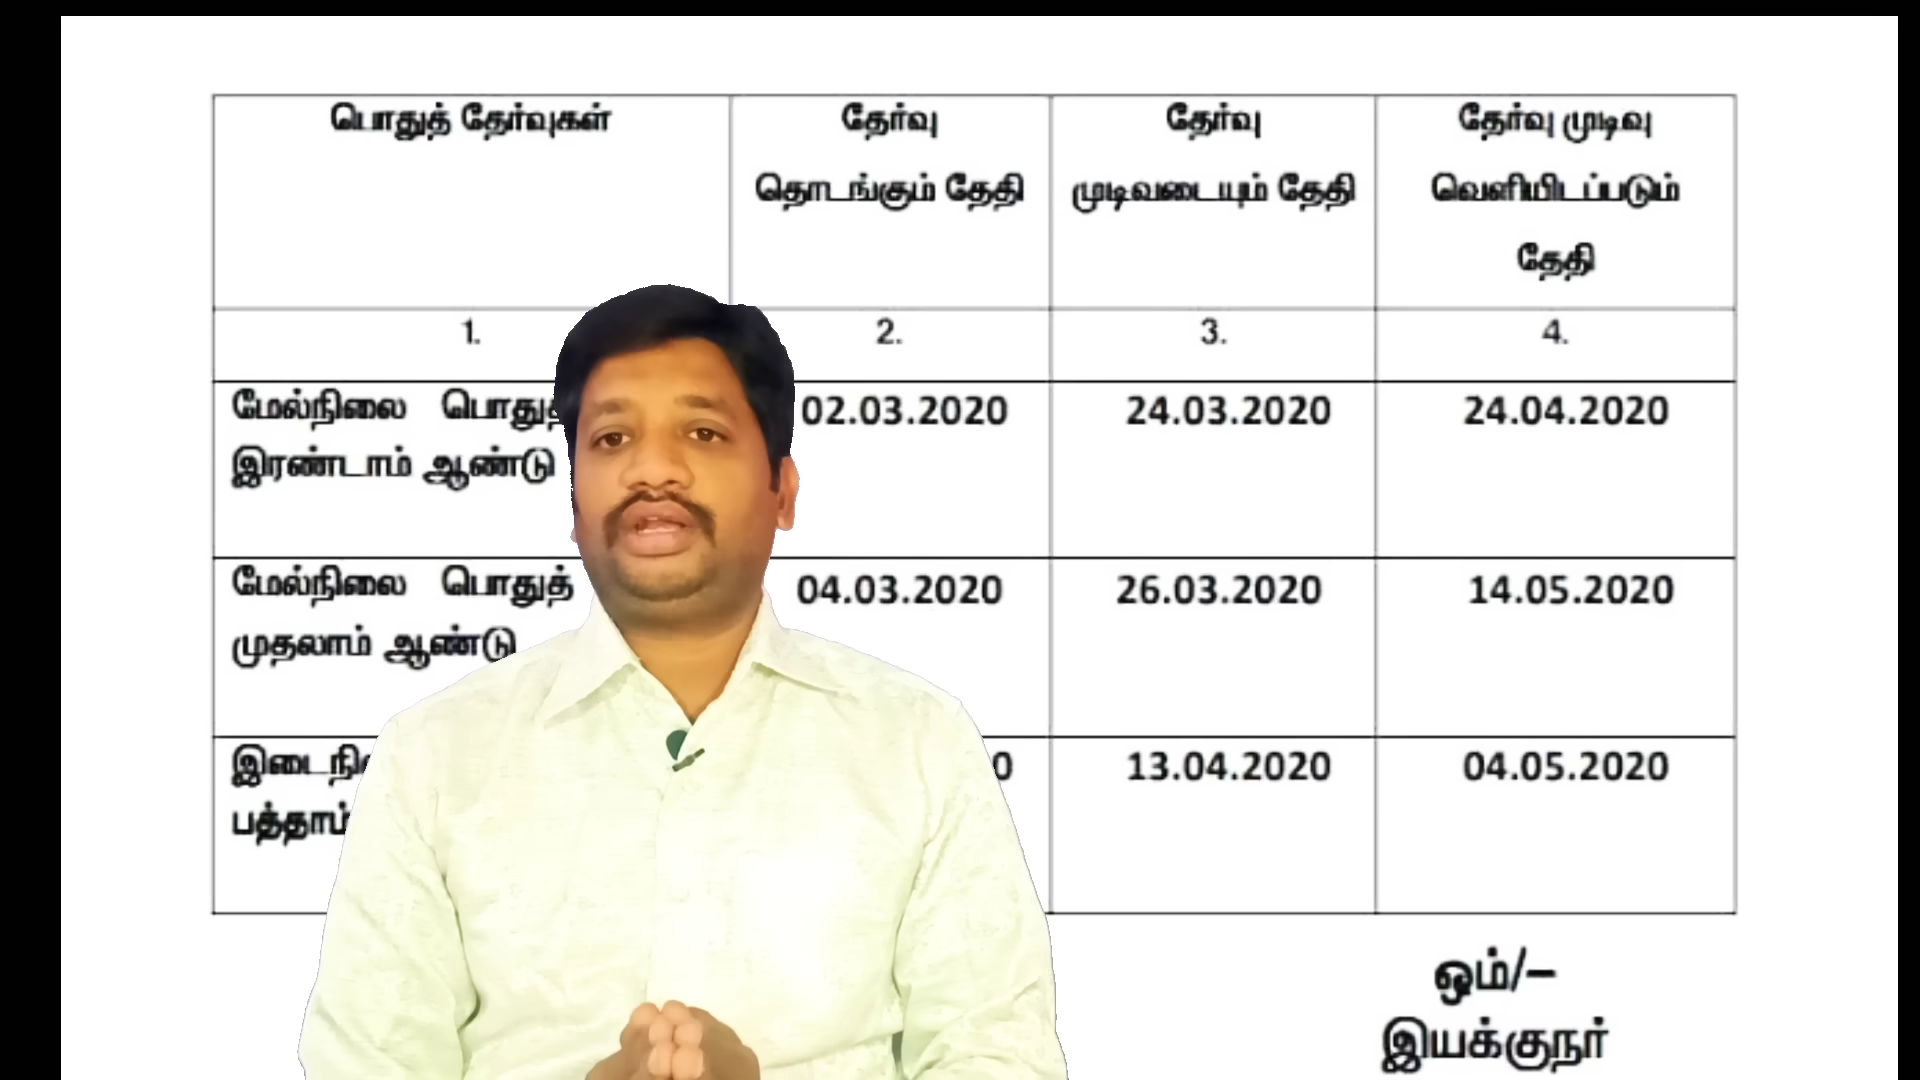 பொதுத் தேர்வுகள்
தேர்வு
தொடங்கும் தேதி
தேர்வு
முடிவடையும் தேதி
தேர்வு முடிவு
வெளியிடப்படும்
தேதி
1.
2.
3.
4.
மேல்நிலை
இரண்டாம் ஆண்டு
02.03.2020
24.03.2020
24.04.2020
மேல்நிலை பொதுத்
முதலாம் ஆண்டு
04.03.2020
26.03.2020
14.05.2020
13.04.2020
04.05.2020
ஒம்/-
இயக்குநர்